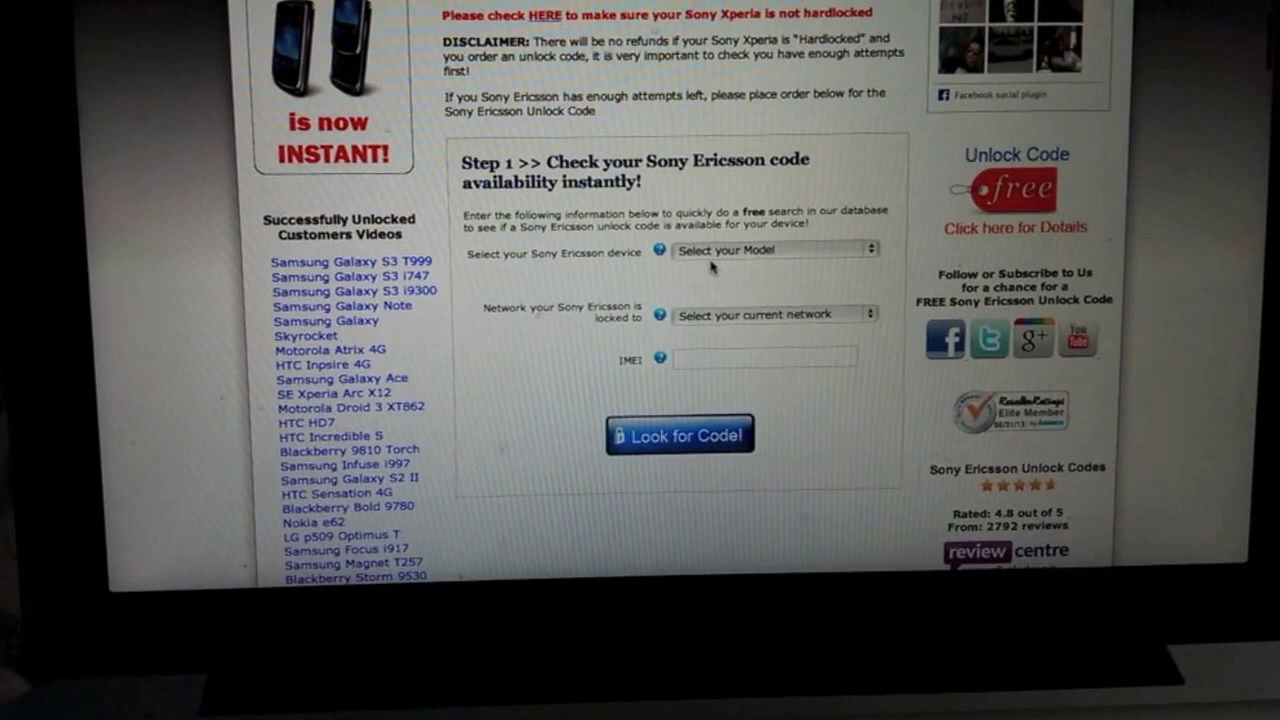 is now
INSTANT!
Successfully Unlocked
Customers Videos
Samsung Galaxy S3 T999
Samsung Galaxy S3 i747
Samsung Galaxy S3 i9300
Samsung Galaxy Note
Samsung Galaxy
Skyrocket
Motorola Atrix 4G
HTC Inpsire 4G
Samsung Galaxy Ace
SE Xperia Arc X12
Motorola Droid 3 XT862
HTC HD7
HTC Incredible S
Blackberry 9810 Torch
Samsung Infuse i997
Samsung Galaxy S2 II
HTC Sensation 4G
Blackberry Bold 9780
Nokia e62
LG p509 Optimus T
Samsung Focus i917
Samsung Magnet T257
Blackberry Storm 9530
Please check HERE to make sure your Sony Xperia is not hardlocked
DISCLAIMER: There will be no refunds if your Sony Xperia is "Hardlocked" and
you order an unlock code, it is very important to check you have enough attempts
first!
If you Sony Ericsson has enough attempts left, please place order below for the
Sony Ericsson Unlock Code
Step 1 >> Check your Sony Ericsson code
availability instantly!
Enter the following information below to quickly do a free search in our database
to see if a Sony Ericsson unlock code is available for your device!
Select your Sony Ericsson device ? Select your Model
Network your Sony Ericsson is
locked to ? Select your current network
IMEI ?
Look for Code!
Facebook social plugin
Unlock Code
free
Click here for Details
Follow or Subscribe to Us
for a chance for a
FREE Sony Ericsson Unlock Code
f t g+ You Tube
ResellerRatings
Elite Member
Sony Ericsson Unlock Codes
Rated: 4.8 out of 5
From: 2792 reviews
review centre